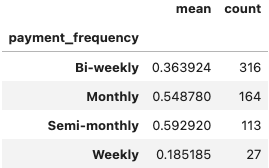 mean count
payment_frequency
Bi-weekly 0.363924 316
Monthly 0.548780 164
Semi-monthly 0.592920 113
Weekly 0.185185 27